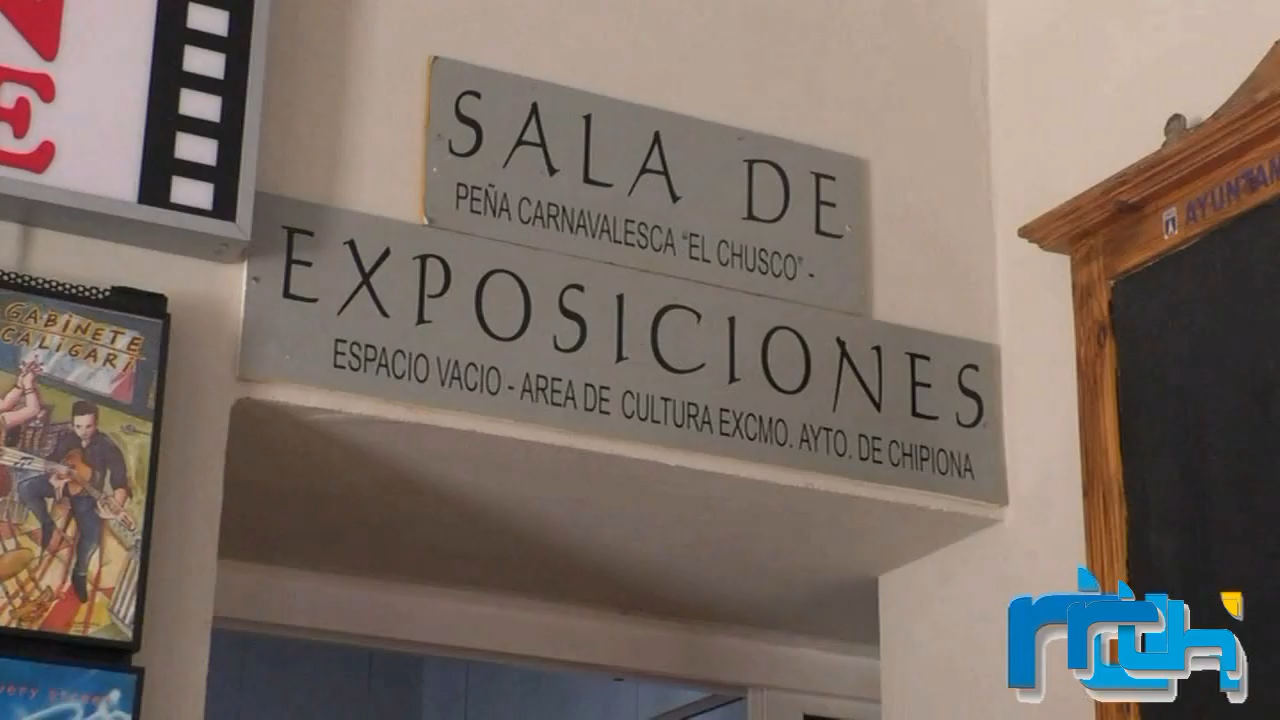 SALA DE
PEÑA CARNAVALESCA "EL CHUSCO" -
EXPOSICIONES
ESPACIO VACIO - AREA DE CULTURA EXCMO. AYTO. DE CHIPIONA
GABINETE
CALIGARI